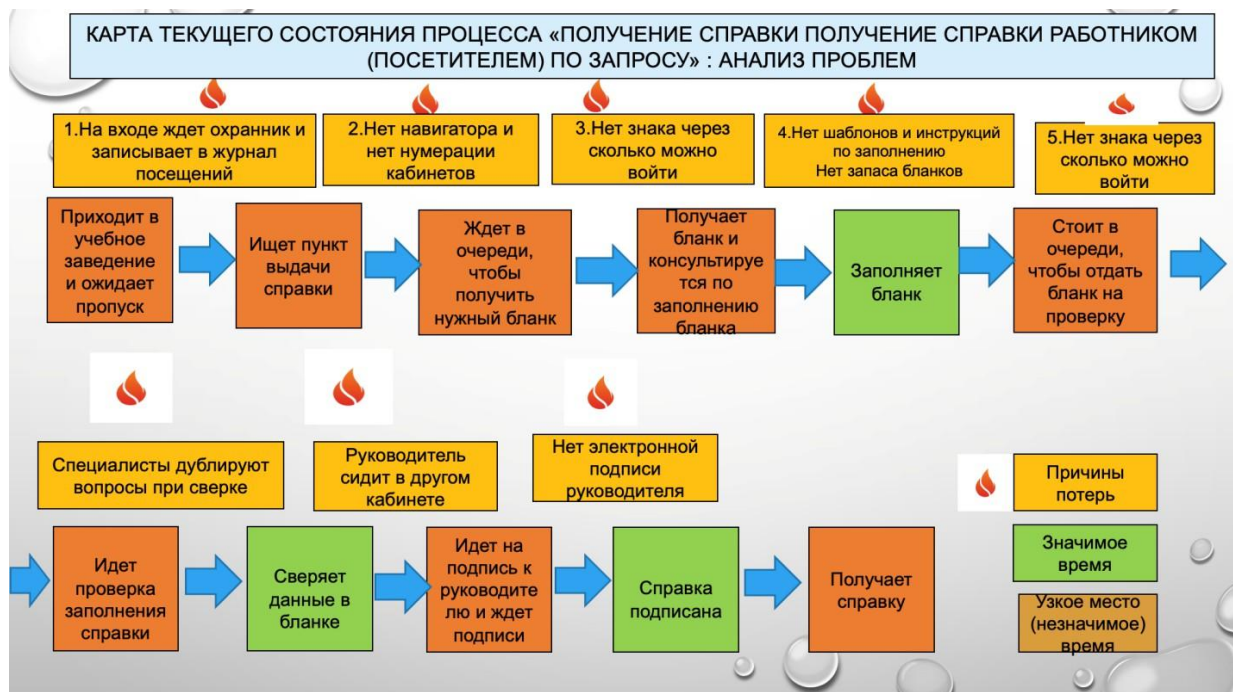 КАРТА ТЕКУЩЕГО СОСТОЯНИЯ ПРОЦЕССА «ПОЛУЧЕНИЕ СПРАВКИ ПОЛУЧЕНИЕ СПРАВКИ РАБОТНИКОМ
(ПОСЕТИТЕЛЕМ) ПО ЗАПРОСУ» : АНАЛИЗ ПРОБЛЕМ
1.На входе ждет охранник и
записывает в журнал
посещений
2.Нет навигатора и
нет нумерации
кабинетов
3.Нет знака через
сколько можно
войти
4.Нет шаблонов и инструкций
по заполнению
Нет запаса бланков
5.Нет знака через
сколько можно
войти
Приходит в
учебное
заведение
и ожидает
пропуск
Ищет пункт
выдачи
справки
Ждет в
очереди,
чтобы
получить
нужный бланк
Получает
бланк и
консультируе
тся по
заполнению
бланка
Заполняет
бланк
Стоит в
очереди,
чтобы отдать
бланк на
проверку
Специалисты дублируют
вопросы при сверке
Руководитель
сидит в другом
кабинете
Нет электронной
подписи
руководителя
Причины
потерь
Идет
проверка
заполнения
справки
Сверяет
данные в
бланке
Идет на
подпись к
руководите
лю и ждет
подписи
Справка
подписана
Получает
справку
Значимое
время
Узкое место
(незначимое)
время